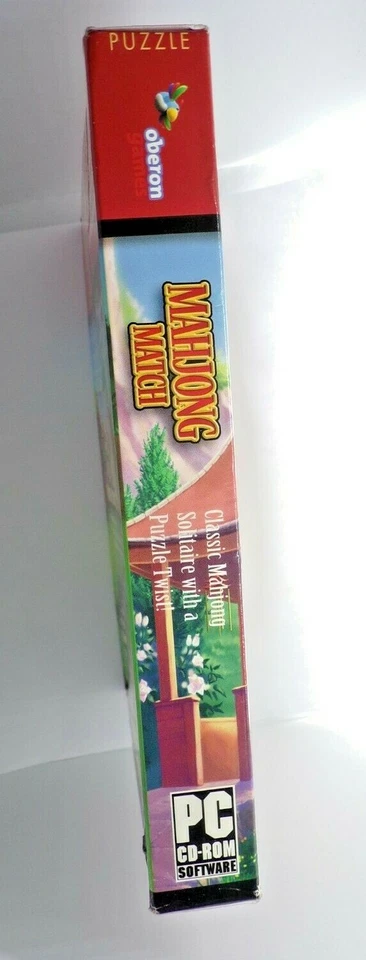 PUZZLE
oberon
games
MAHJONG
MATCH
Classic Mahjong
Solitaire with a
Puzzle Twist!
PC
CD-ROM
SOFTWARE